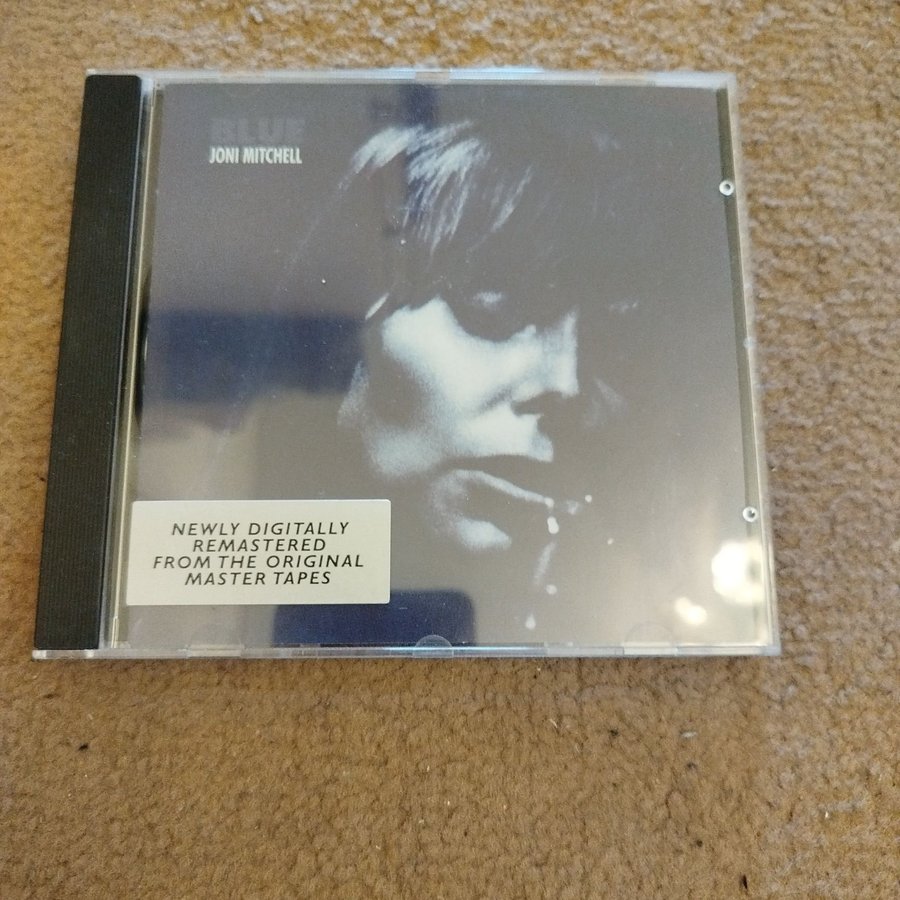 BLUE
JONI MITCHELL
NEWLY DIGITALLY
REMASTERED
FROM THE ORIGINAL
MASTER TAPES